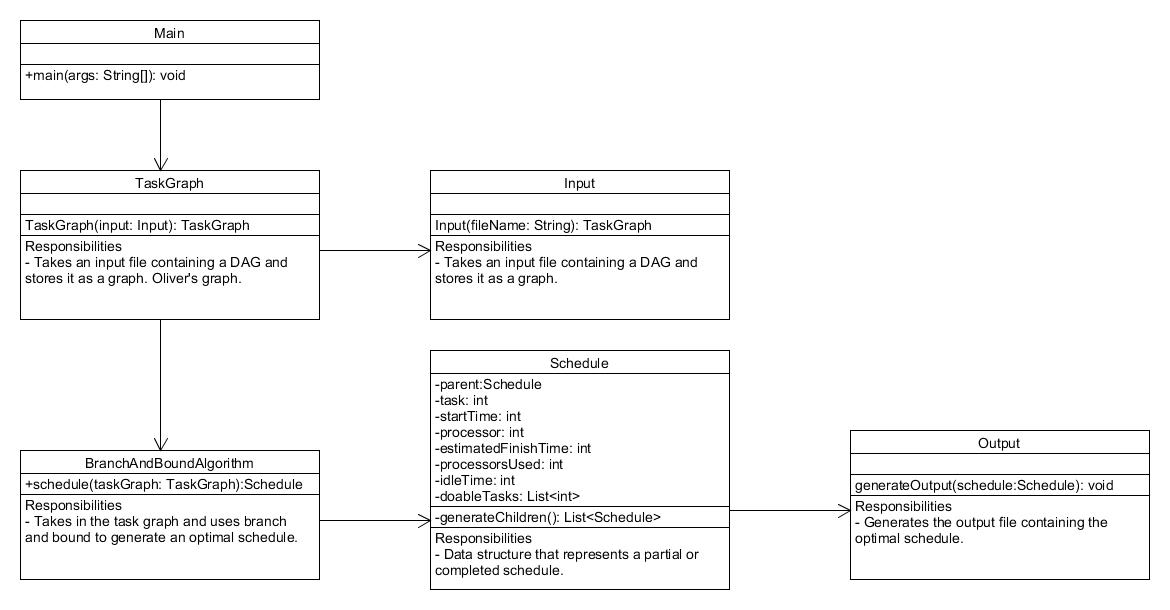 Main
+main(args: String[]): void
TaskGraph
TaskGraph(input: Input): TaskGraph
Responsibilities
- Takes an input file containing a DAG and
stores it as a graph. Oliver's graph.
Input
Input(fileName: String): TaskGraph
Responsibilities
- Takes an input file containing a DAG and
stores it as a graph.
BranchAndBoundAlgorithm
+schedule(taskGraph: TaskGraph):Schedule
Responsibilities
- Takes in the task graph and uses branch
and bound to generate an optimal schedule.
Schedule
-parent:Schedule
-task: int
-startTime: int
-processor: int
-estimatedFinishTime: int
-processorsUsed: int
-idleTime: int
-doableTasks: List<int>
-generateChildren(): List<Schedule>
Responsibilities
- Data structure that represents a partial or
completed schedule.
Output
generateOutput(schedule:Schedule): void
Responsibilities
- Generates the output file containing the
optimal schedule.